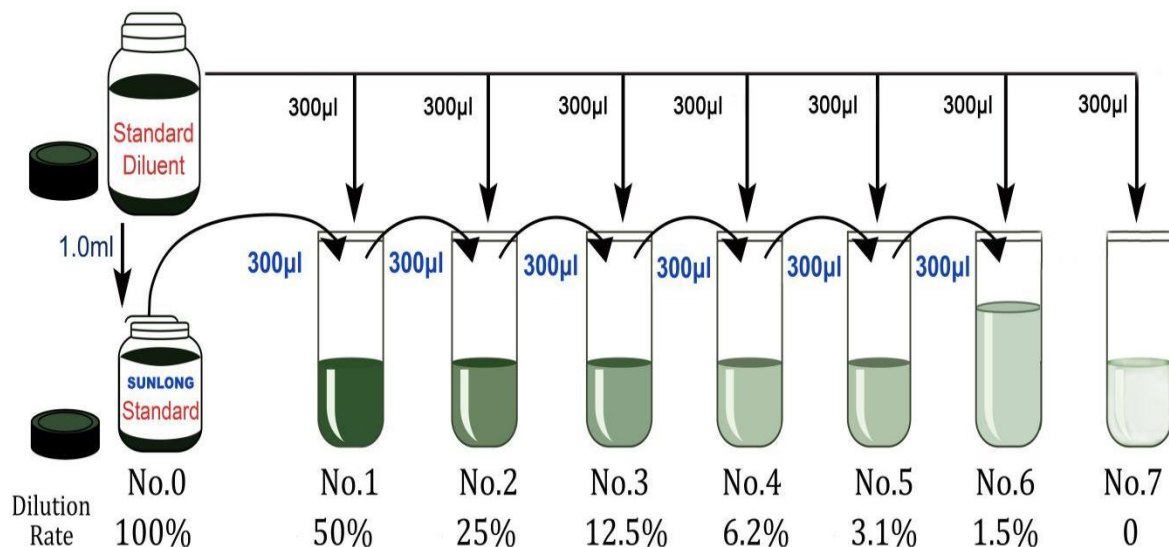 Standard
Diluent
300µl 300µl 300µl 300µl 300µl 300µl 300µl
1.0ml
300µl 300µl 300µl 300µl 300µl 300µl
SUNLONG
Standard
No.0 No.1 No.2 No.3 No.4 No.5 No.6 No.7
Dilution
Rate
100% 50% 25% 12.5% 6.2% 3.1% 1.5% 0